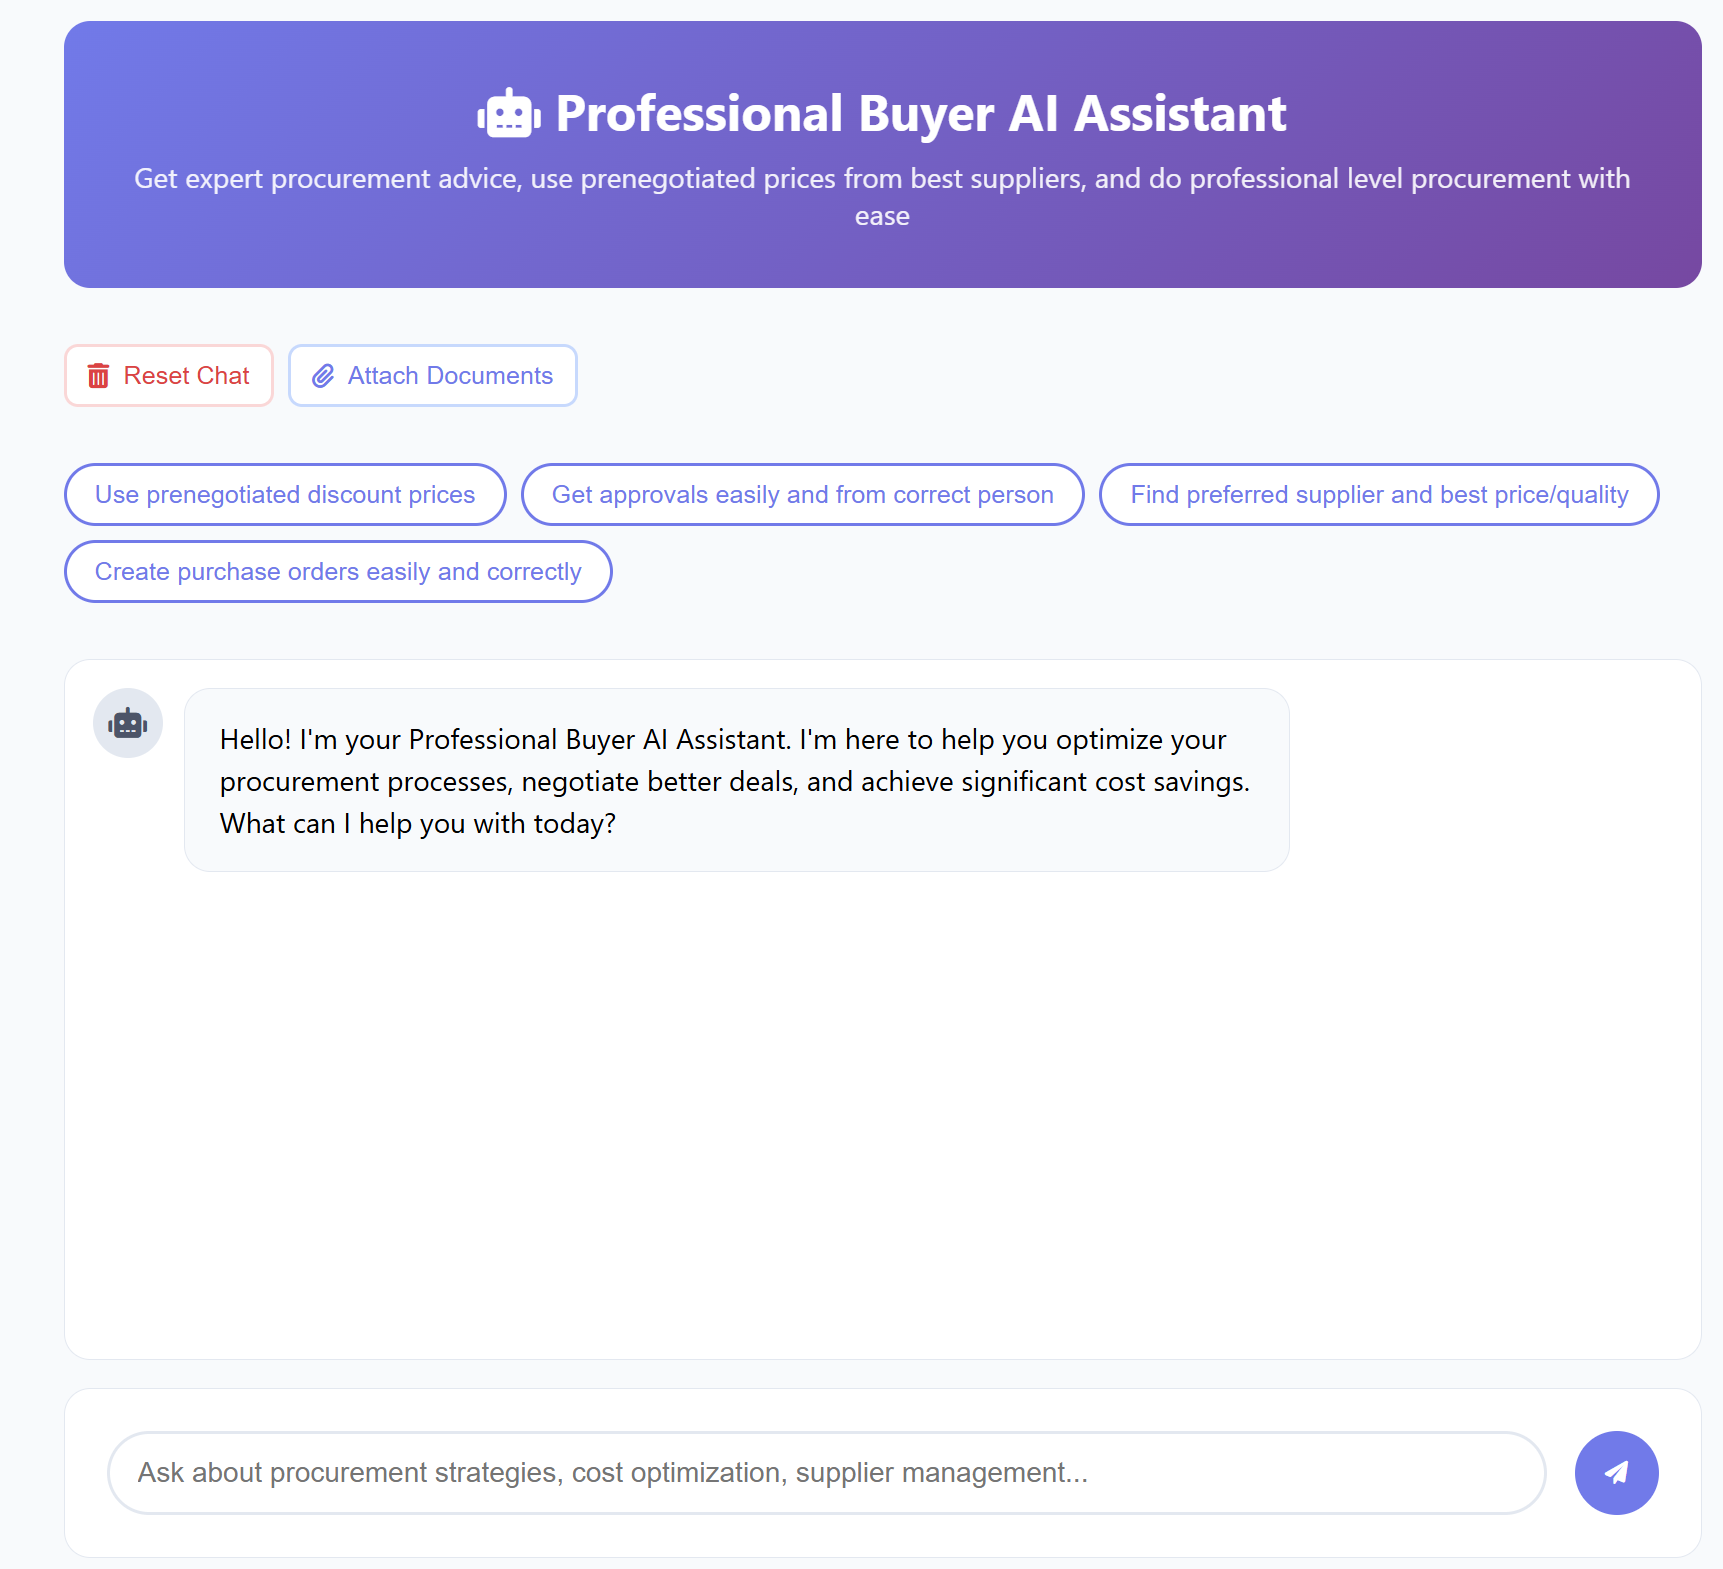 Professional Buyer AI Assistant
Get expert procurement advice, use prenegotiated prices from best suppliers, and do professional level procurement with
ease
Reset Chat
Attach Documents
Use prenegotiated discount prices
Get approvals easily and from correct person
Find preferred supplier and best price/quality
Create purchase orders easily and correctly
Hello! I'm your Professional Buyer AI Assistant. I'm here to help you optimize your
procurement processes, negotiate better deals, and achieve significant cost savings.
What can I help you with today?
Ask about procurement strategies, cost optimization, supplier management...